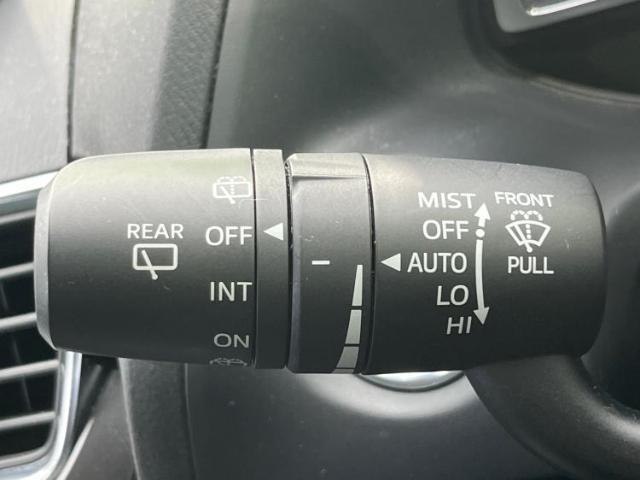 REAR
OFF
INT
ON
MIST
OFF
AUTO
LO
HI
FRONT
PULL